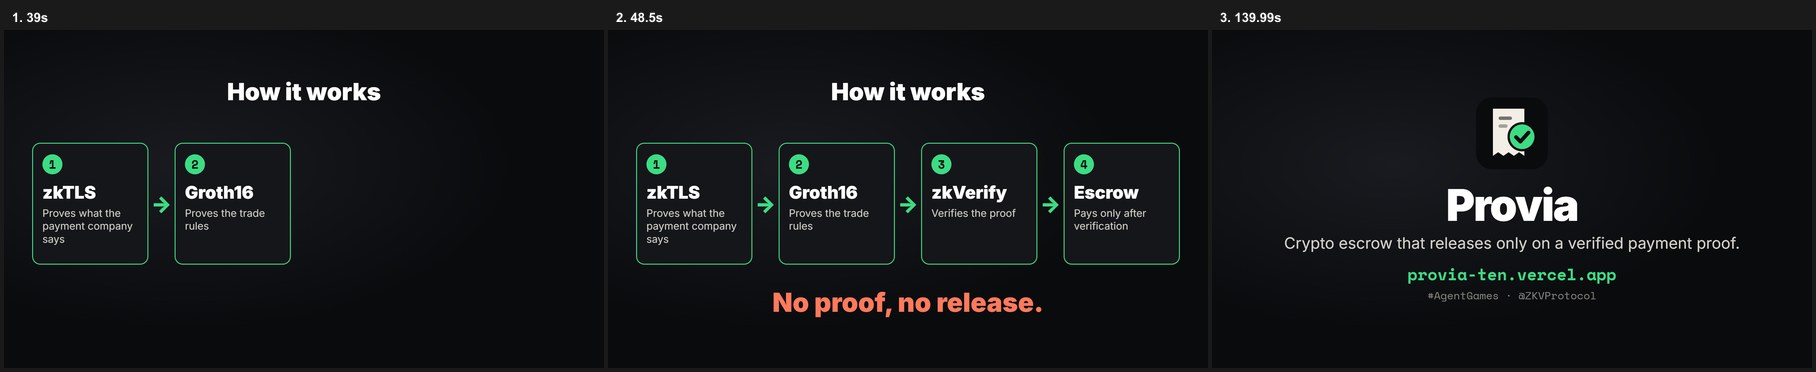 1. 39s
How it works
1
zkTLS
Proves what the
payment company
says
2
Groth16
Proves the trade
rules
2. 48.5s
How it works
1
zkTLS
Proves what the
payment company
says
2
Groth16
Proves the trade
rules
3
zkVerify
Verifies the proof
4
Escrow
Pays only after
verification
No proof, no release.
3. 139.99s
Provia
Crypto escrow that releases only on a verified payment proof.
provia-ten.vercel.app
#AgentGames · @ZKVProtocol